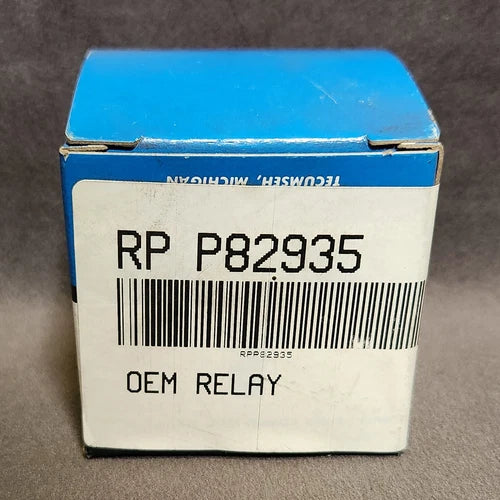 TECUMSEH, MICHIGAN
RP P82935
RPP82935
OEM RELAY